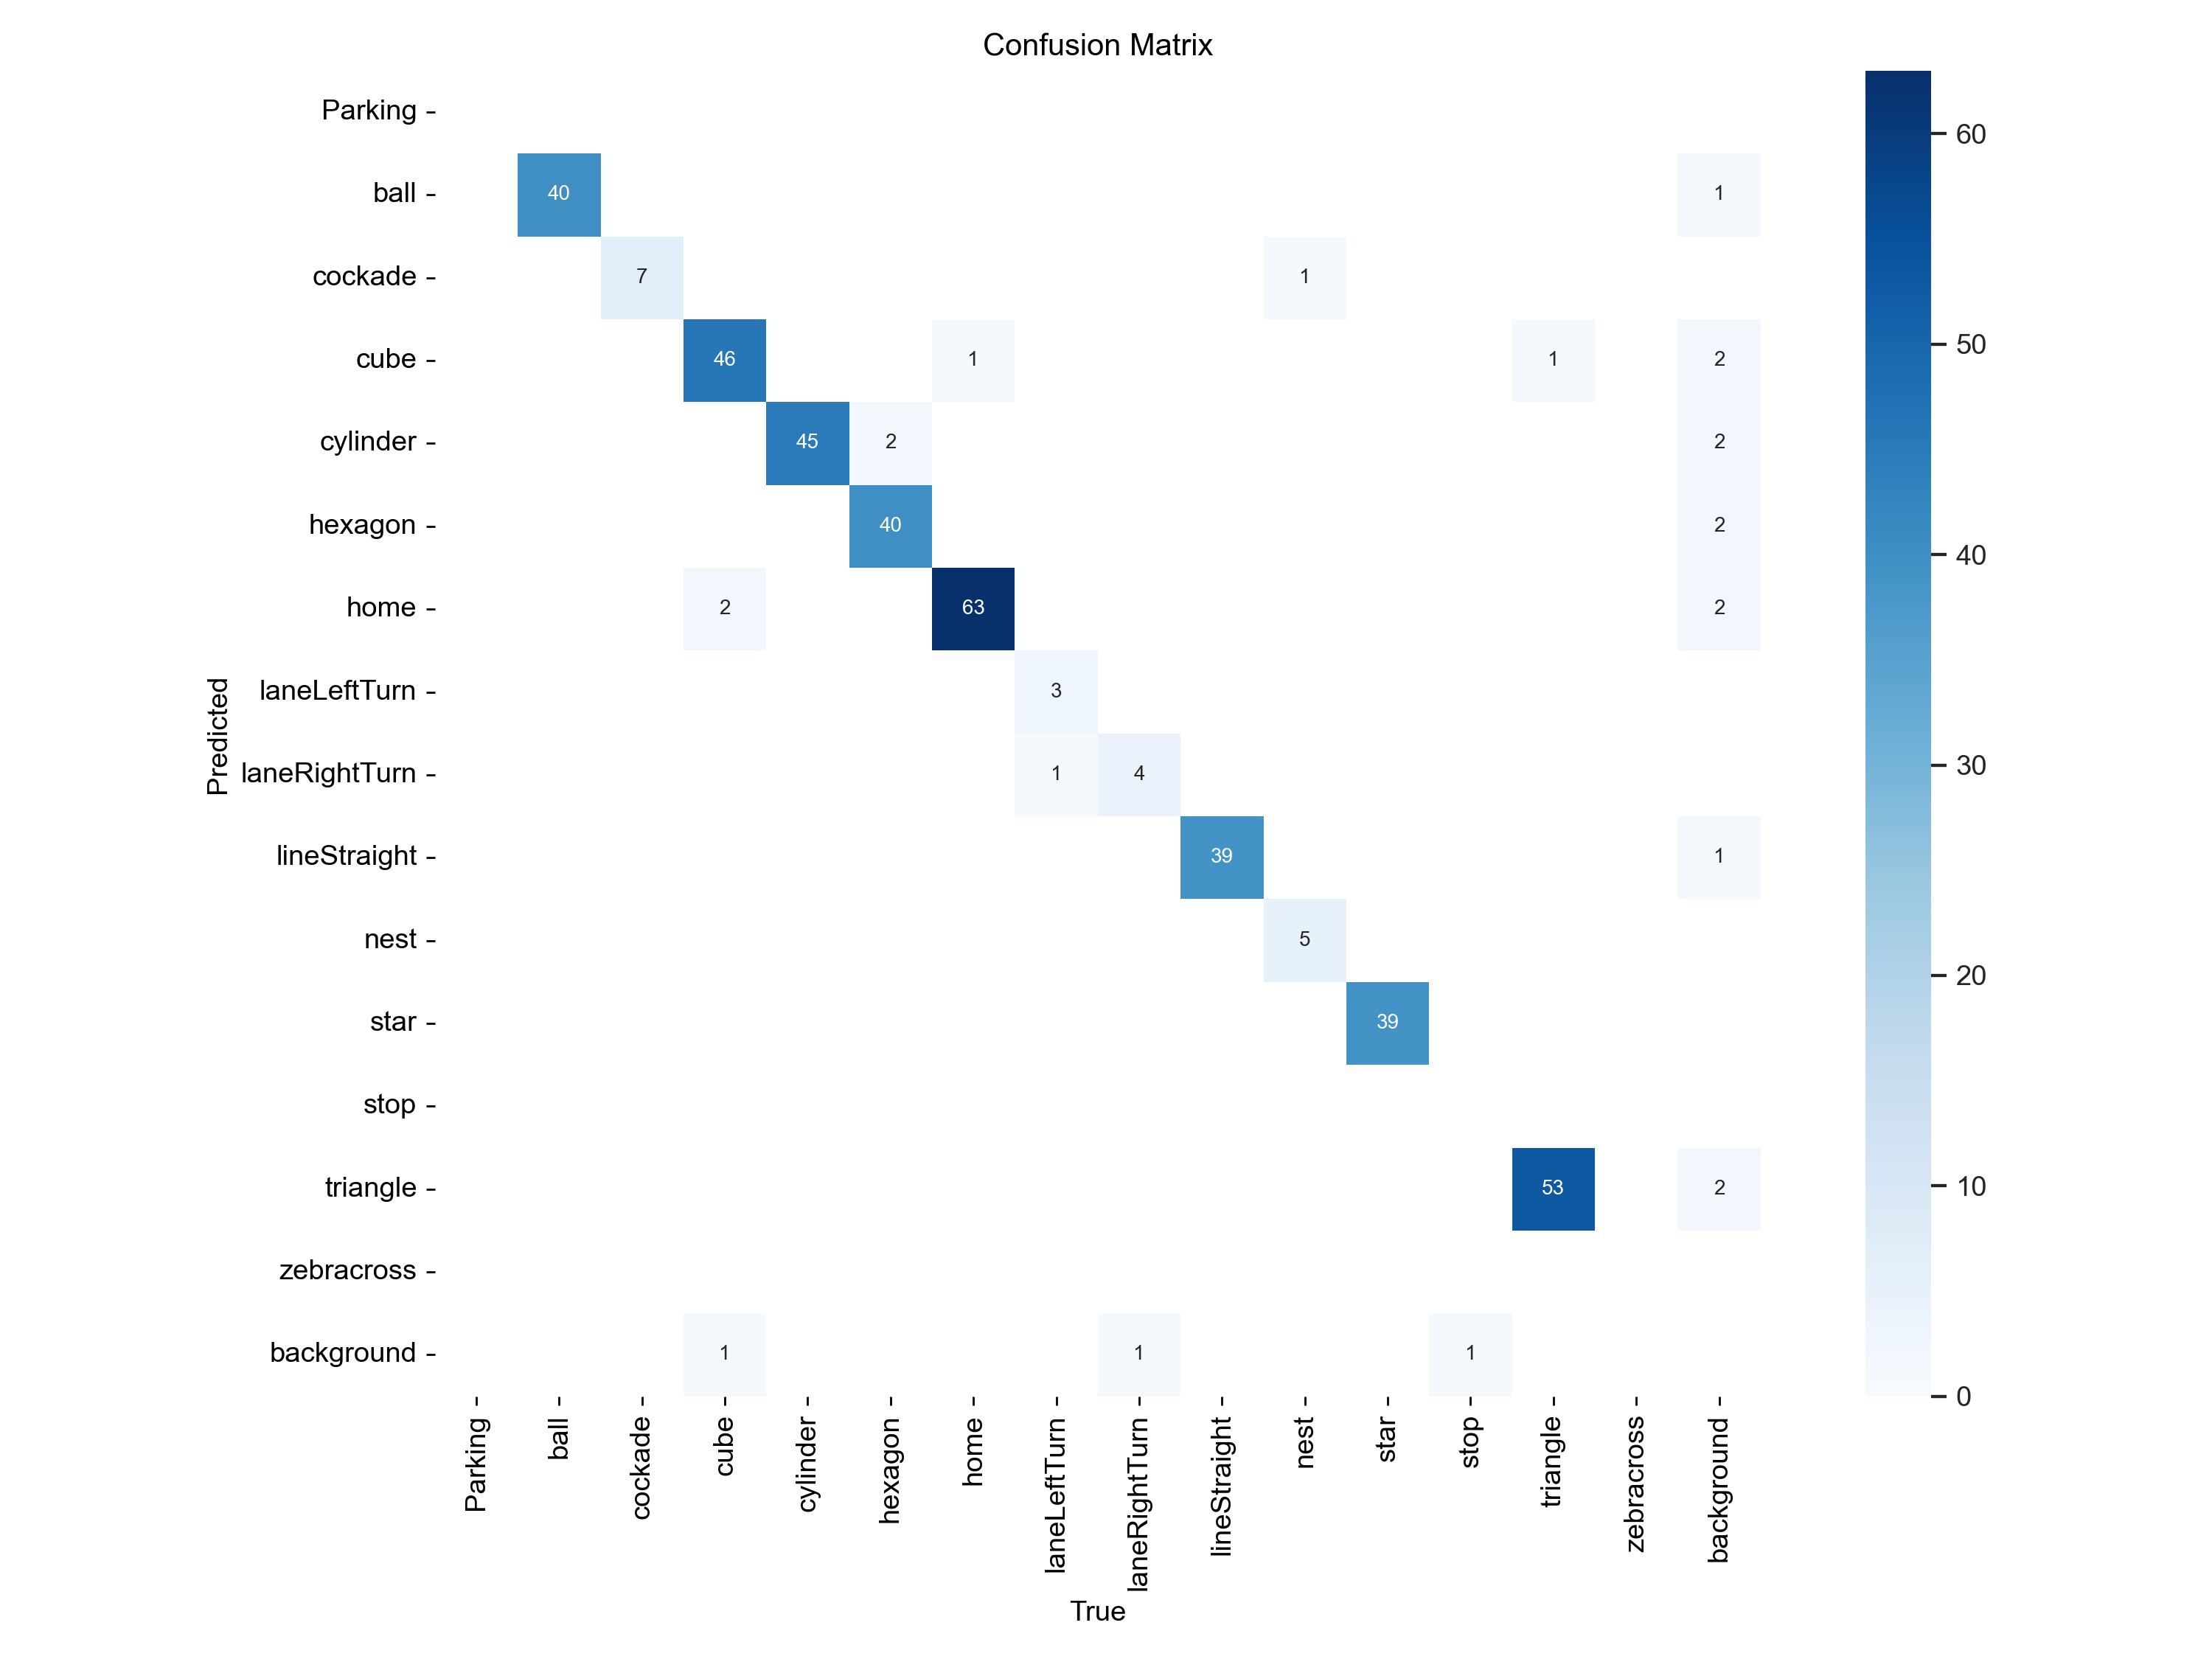 Confusion Matrix
Parking
ball 40 1
cockade 7 1
cube 46 1 1 2
cylinder 45 2 2
hexagon 40 2
home 2 63 2
laneLeftTurn 3
laneRightTurn 1 4
lineStraight 39 1
nest 5
star 39
stop
triangle 53 2
zebracross
background 1 1 1
Predicted
Parking ball cockade cube cylinder hexagon home laneLeftTurn laneRightTurn lineStraight nest star stop triangle zebracross background
True
60
50
40
30
20
10
0